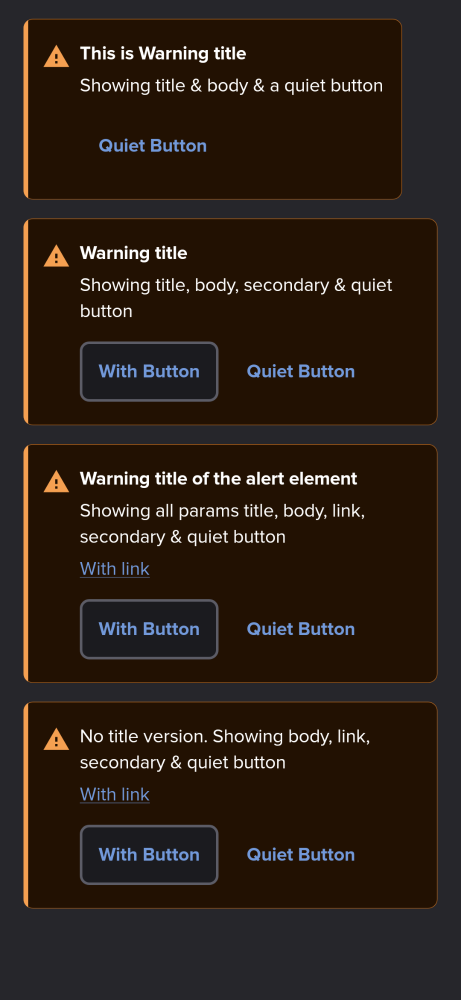 This is Warning title
Showing title & body & a quiet button
Quiet Button
Warning title
Showing title, body, secondary & quiet
button
With Button
Quiet Button
Warning title of the alert element
Showing all params title, body, link,
secondary & quiet button
With link
With Button
Quiet Button
No title version. Showing body, link,
secondary & quiet button
With link
With Button
Quiet Button